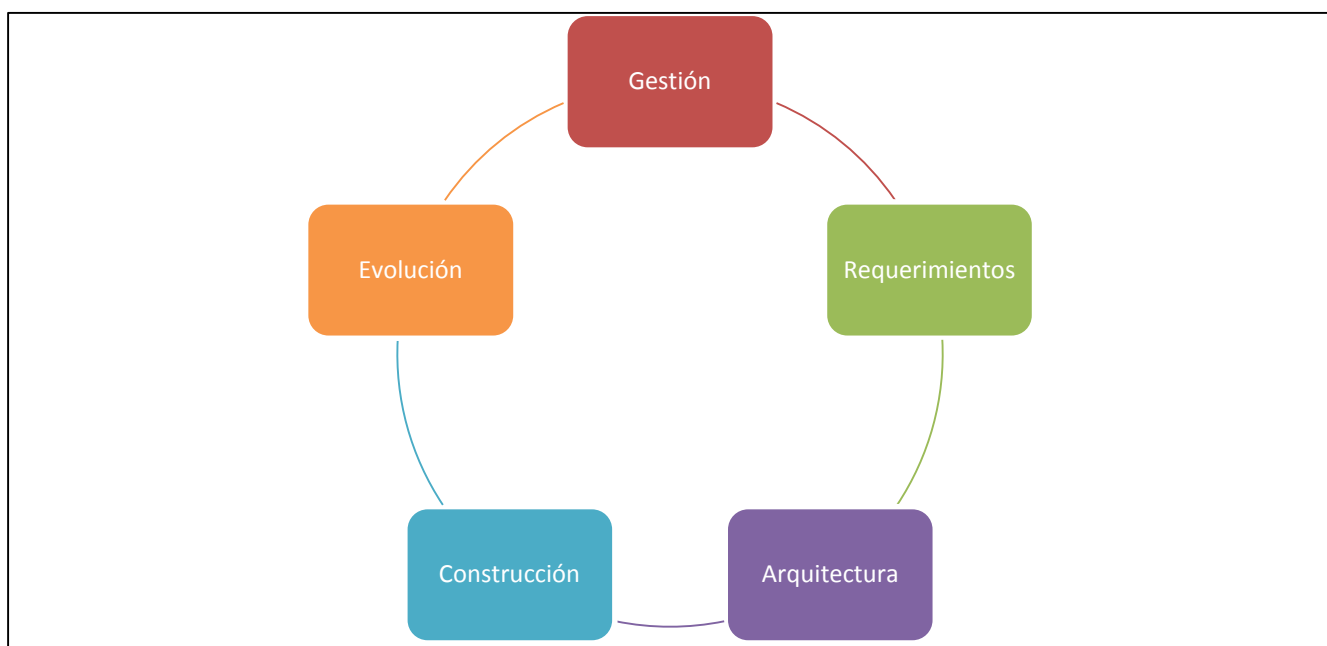 Gestión
Requerimientos
Arquitectura
Construcción
Evolución